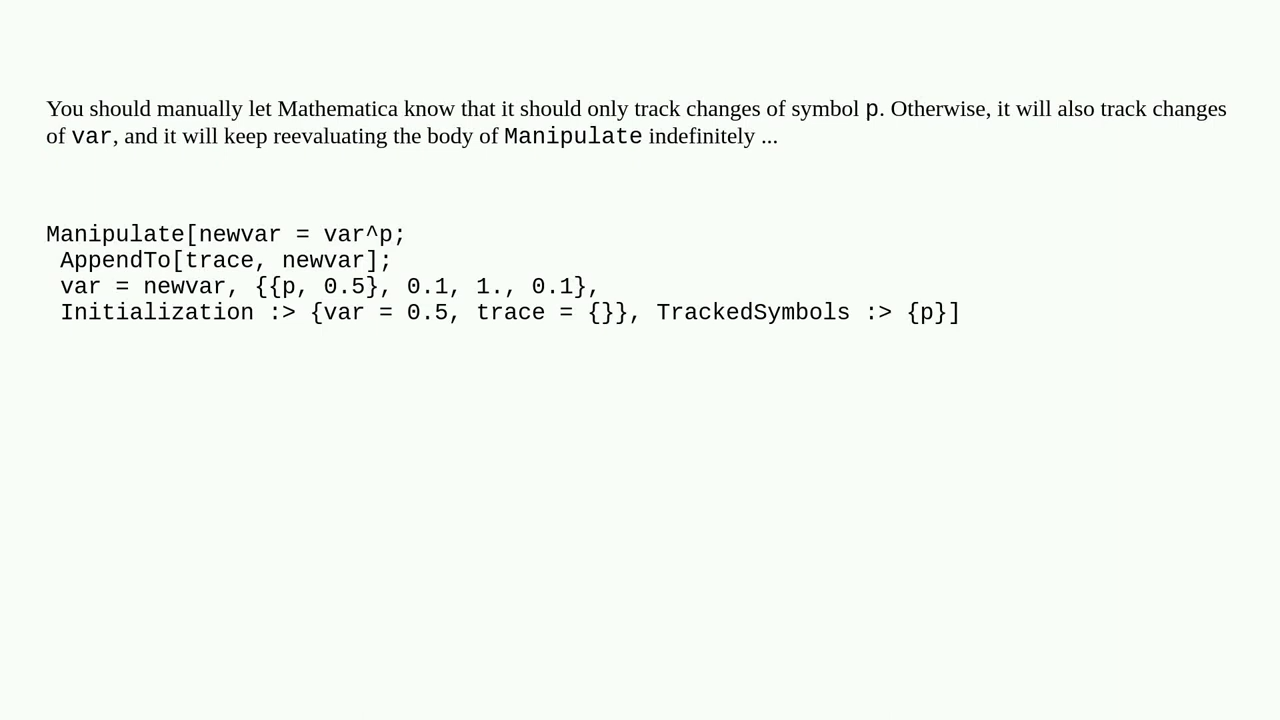 You should manually let Mathematica know that it should only track changes of symbol p. Otherwise, it will also track changes
of var, and it will keep reevaluating the body of Manipulate indefinitely ...
Manipulate[newvar = var^p;
 AppendTo[trace, newvar];
 var = newvar, {{p, 0.5}, 0.1, 1., 0.1},
 Initialization :> {var = 0.5, trace = {}}, TrackedSymbols :> {p}]